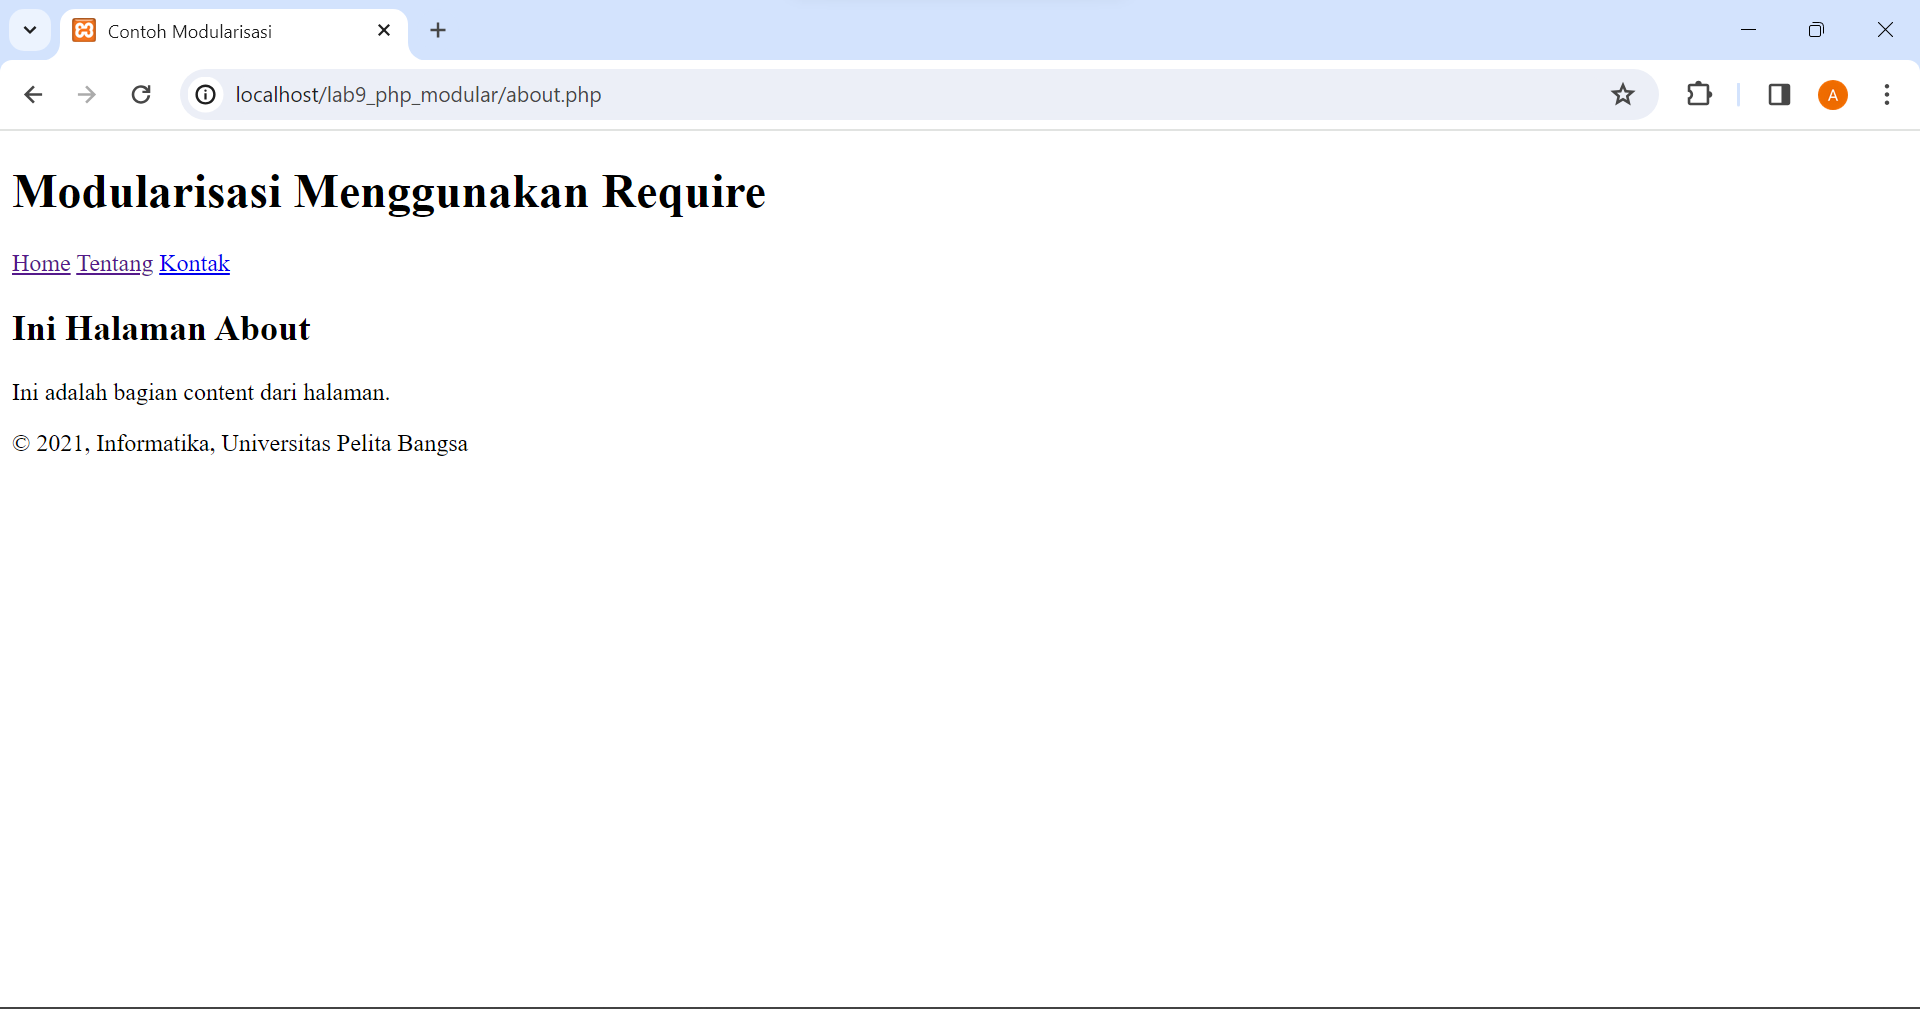 Contoh Modularisasi
localhost/lab9_php_modular/about.php
A
Modularisasi Menggunakan Require
Home Tentang Kontak
Ini Halaman About
Ini adalah bagian content dari halaman.
© 2021, Informatika, Universitas Pelita Bangsa